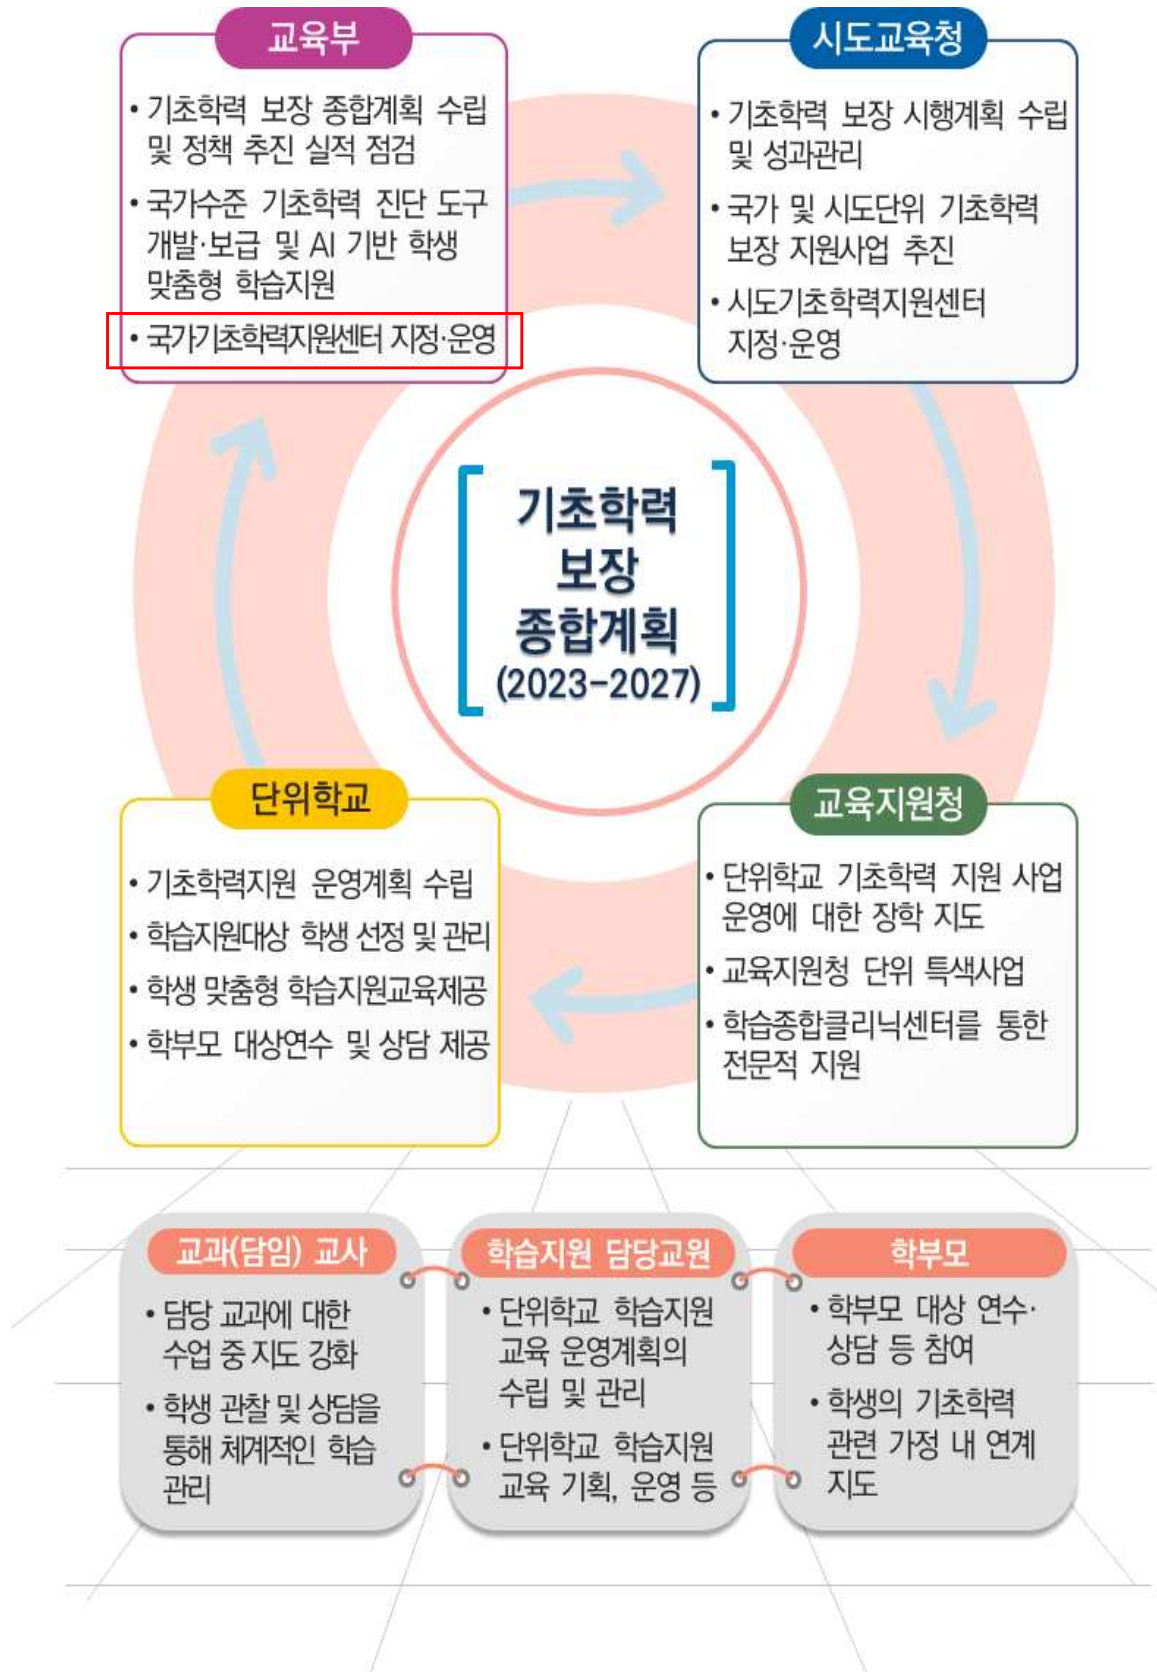 교육부
• 기초학력 보장 종합계획 수립
및 정책 추진 실적 점검
• 국가수준 기초학력 진단 도구
개발·보급 및 AI 기반 학생
맞춤형 학습지원
• 국가기초학력지원센터 지정·운영
시도교육청
• 기초학력 보장 시행계획 수립
및 성과관리
• 국가 및 시도단위 기초학력
보장 지원사업 추진
• 시도기초학력지원센터
지정·운영
기초학력
보장
종합계획
(2023-2027)
단위학교
• 기초학력지원 운영계획 수립
• 학습지원대상 학생 선정 및 관리
• 학생 맞춤형 학습지원교육제공
• 학부모 대상연수 및 상담 제공
교육지원청
• 단위학교 기초학력 지원 사업
운영에 대한 장학 지도
• 교육지원청 단위 특색사업
• 학습종합클리닉센터를 통한
전문적 지원
교과(담임) 교사
• 담당 교과에 대한
수업 중 지도 강화
• 학생 관찰 및 상담을
통해 체계적인 학습
관리
학습지원 담당교원
• 단위학교 학습지원
교육 운영계획의
수립 및 관리
• 단위학교 학습지원
교육 기획, 운영 등
학부모
• 학부모 대상 연수·
상담 등 참여
• 학생의 기초학력
관련 가정 내 연계
지도